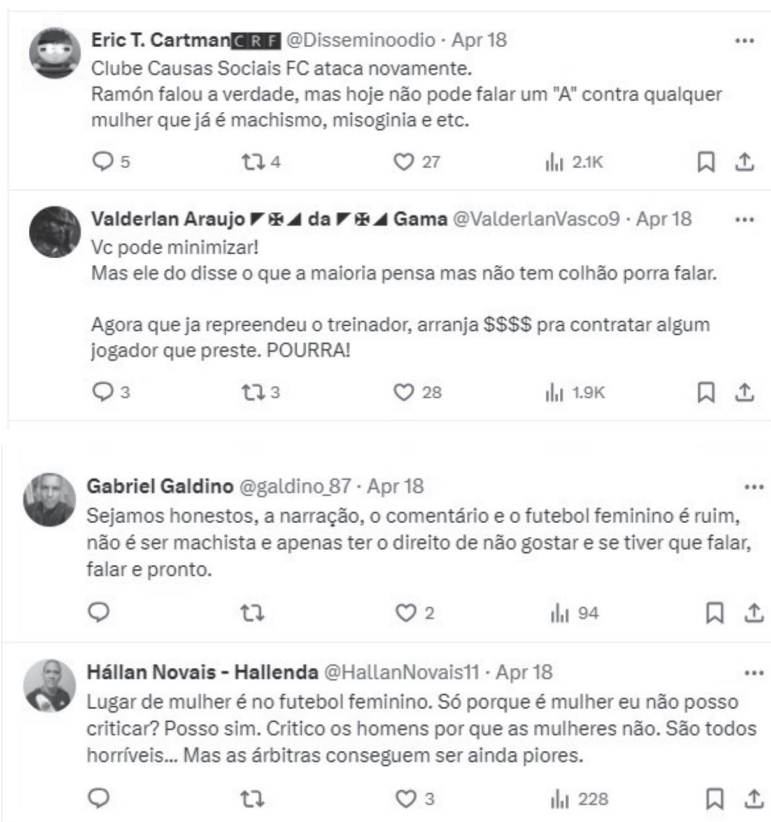 Eric T. Cartman🅲🆁🅵 @Disseminoodio · Apr 18
Clube Causas Sociais FC ataca novamente.
Ramón falou a verdade, mas hoje não pode falar um "A" contra qualquer
mulher que já é machismo, misoginia e etc.
5 4 27 2.1K
Valderlan Araujo ◤✠◢ da ◤✠◢ Gama @ValderlanVasco9 · Apr 18
Vc pode minimizar!
Mas ele do disse o que a maioria pensa mas não tem colhão porra falar.
Agora que ja repreendeu o treinador, arranja $$$$ pra contratar algum
jogador que preste. POURRA!
3 3 28 1.9K
Gabriel Galdino @galdino_87 · Apr 18
Sejamos honestos, a narração, o comentário e o futebol feminino é ruim,
não é ser machista e apenas ter o direito de não gostar e se tiver que falar,
falar e pronto.
2 94
Hállan Novais - Hallenda @HallanNovais11 · Apr 18
Lugar de mulher é no futebol feminino. Só porque é mulher eu não posso
criticar? Posso sim. Critico os homens por que as mulheres não. São todos
horríveis... Mas as árbitras conseguem ser ainda piores.
3 228